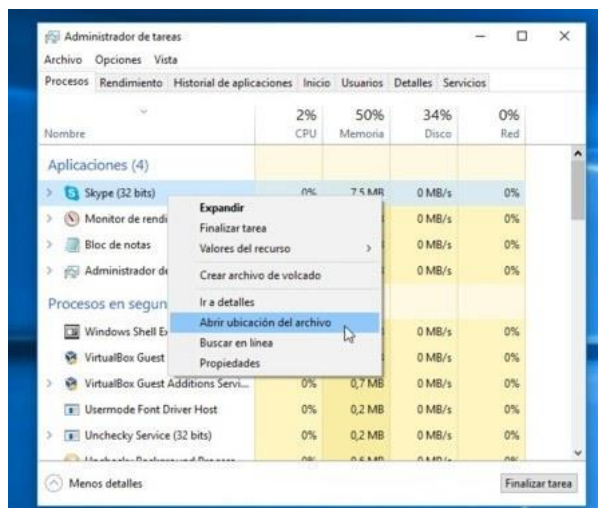 Administrador de tareas
Archivo Opciones Vista
Procesos Rendimiento Historial de aplicaciones Inicio Usuarios Detalles Servicios
2% 50% 34% 0%
Nombre CPU Memoria Disco Red
Aplicaciones (4)
Skype (32 bits) 0% 7,5 MB 0 MB/s 0%
Monitor de rendi 0 MB/s 0%
Bloc de notas 0 MB/s 0%
Administrador de 0 MB/s 0%
Expandir
Finalizar tarea
Valores del recurso
Crear archivo de volcado
Ir a detalles
Abrir ubicación del archivo
Buscar en línea
Propiedades
Procesos en segun
Windows Shell Ex 0 MB/s 0%
VirtualBox Guest 0 MB/s 0%
VirtualBox Guest Additions Servi... 0% 0,7 MB 0 MB/s 0%
Usermode Font Driver Host 0% 0,2 MB 0 MB/s 0%
Unchecky Service (32 bits) 0% 0,2 MB 0 MB/s 0%
Menos detalles
Finalizar tarea